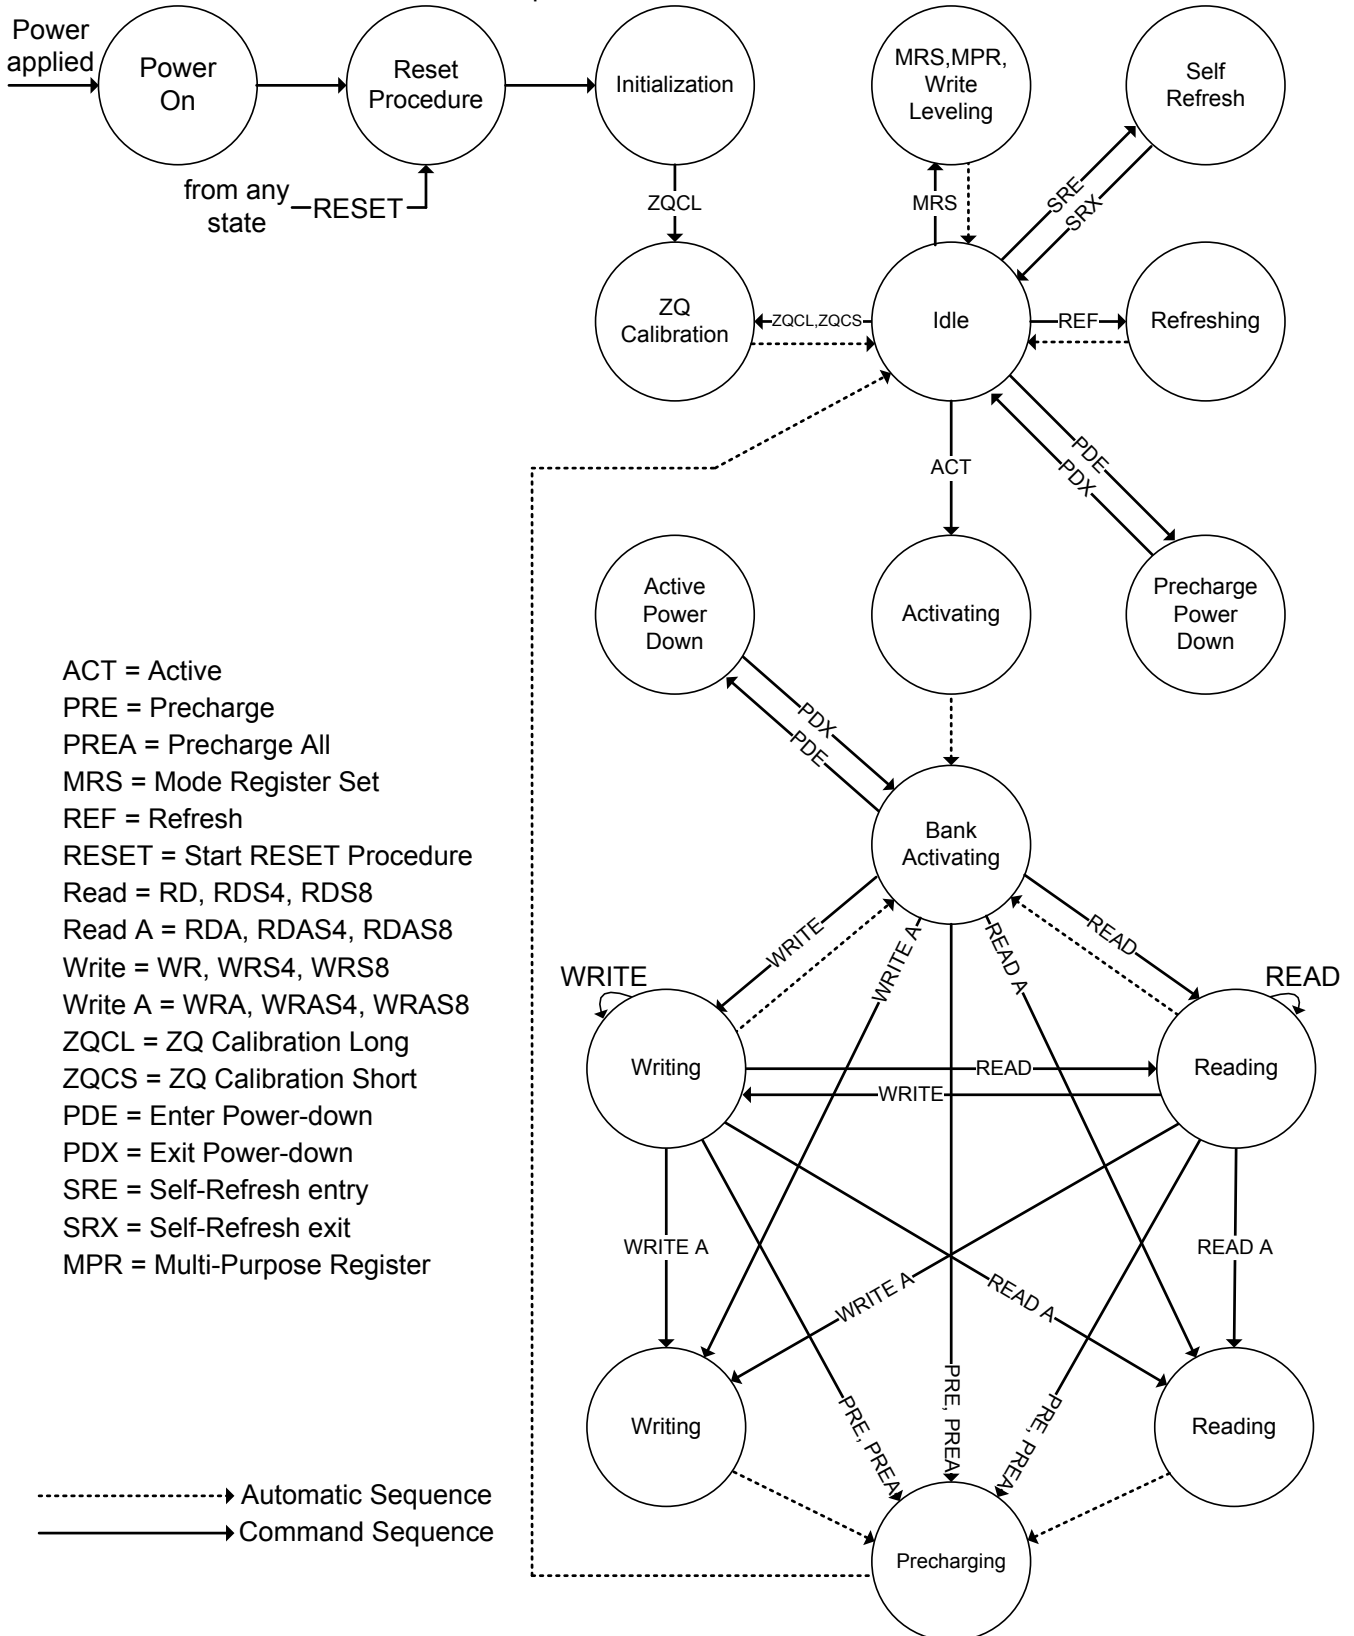 Power
applied
Power
On
Reset
Procedure
Initialization
MRS,MPR,
Write
Leveling
Self
Refresh
from any
state
RESET
ZQCL
MRS
SRE
SRX
ZQ
Calibration
ZQCL,ZQCS
Idle
REF
Refreshing
ACT
PDE
PDX
Active
Power
Down
Activating
Precharge
Power
Down
PDX
PDE
ACT = Active
PRE = Precharge
PREA = Precharge All
MRS = Mode Register Set
REF = Refresh
RESET = Start RESET Procedure
Read = RD, RDS4, RDS8
Read A = RDA, RDAS4, RDAS8
Write = WR, WRS4, WRS8
Write A = WRA, WRAS4, WRAS8
ZQCL = ZQ Calibration Long
ZQCS = ZQ Calibration Short
PDE = Enter Power-down
PDX = Exit Power-down
SRE = Self-Refresh entry
SRX = Self-Refresh exit
MPR = Multi-Purpose Register
Bank
Activating
WRITE
WRITE A
READ A
READ
WRITE
READ
Writing
READ
WRITE
Reading
WRITE A
WRITE A
READ A
READ A
PRE, PREA
PRE, PREA
PRE, PREA
Writing
Reading
Precharging
Automatic Sequence
Command Sequence